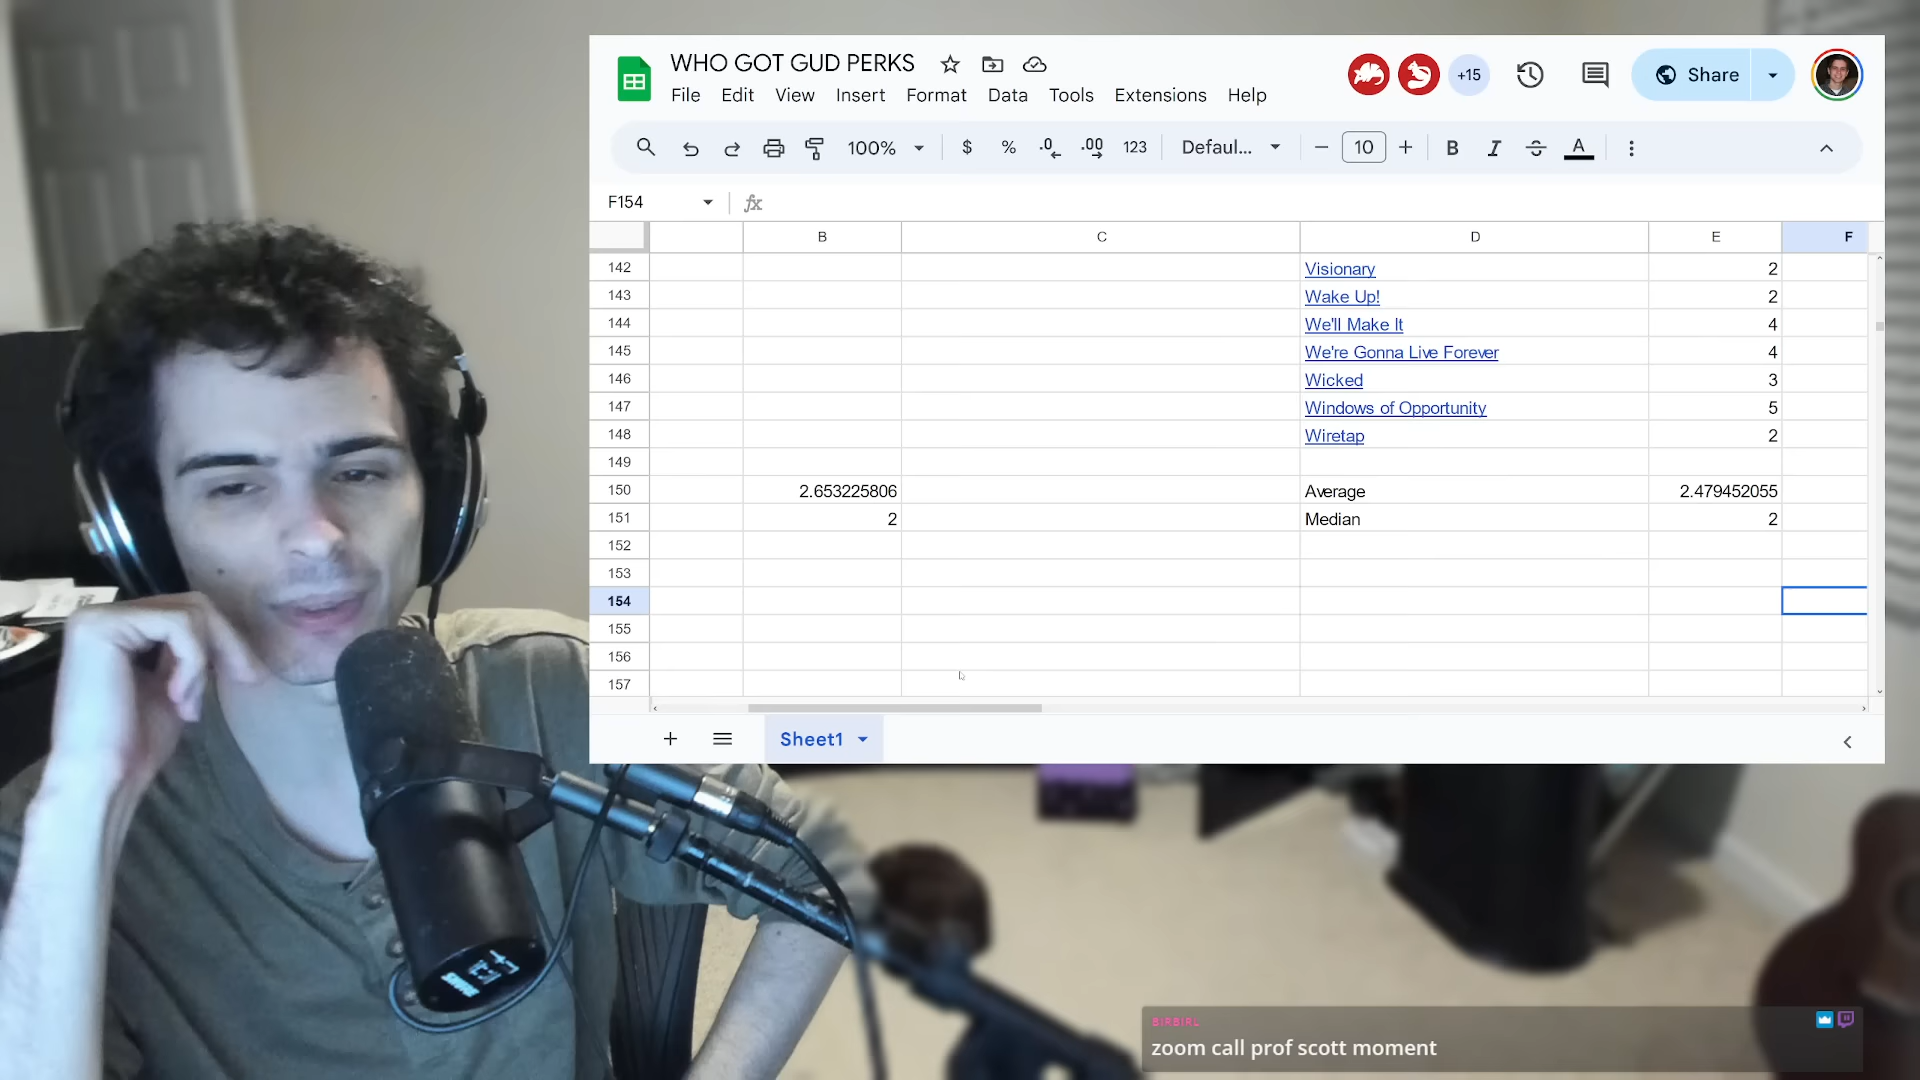 WHO GOT GUD PERKS
+15
Share
File Edit View Insert Format Data Tools Extensions Help
100% $ % .0 .00 123 Defaul... 10 B I S A
F154 fx
B C D E F
142 Visionary 2
143 Wake Up! 2
144 We'll Make It 4
145 We're Gonna Live Forever 4
146 Wicked 3
147 Windows of Opportunity 5
148 Wiretap 2
149
150 2.653225806 Average 2.479452055
151 2 Median 2
152
153
154
155
156
157
Sheet1
BIRBIRL
zoom call prof scott moment